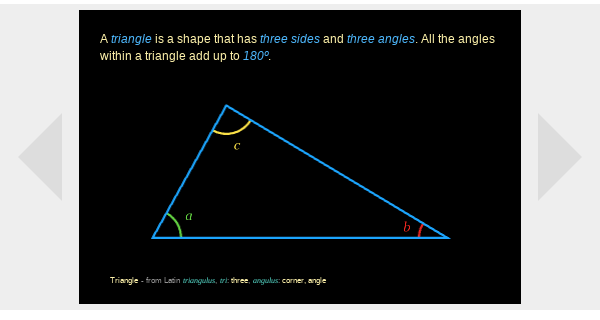 A triangle is a shape that has three sides and three angles. All the angles
within a triangle add up to 180º.
c
a
b
Triangle - from Latin triangulus, tri: three, angulus: corner, angle